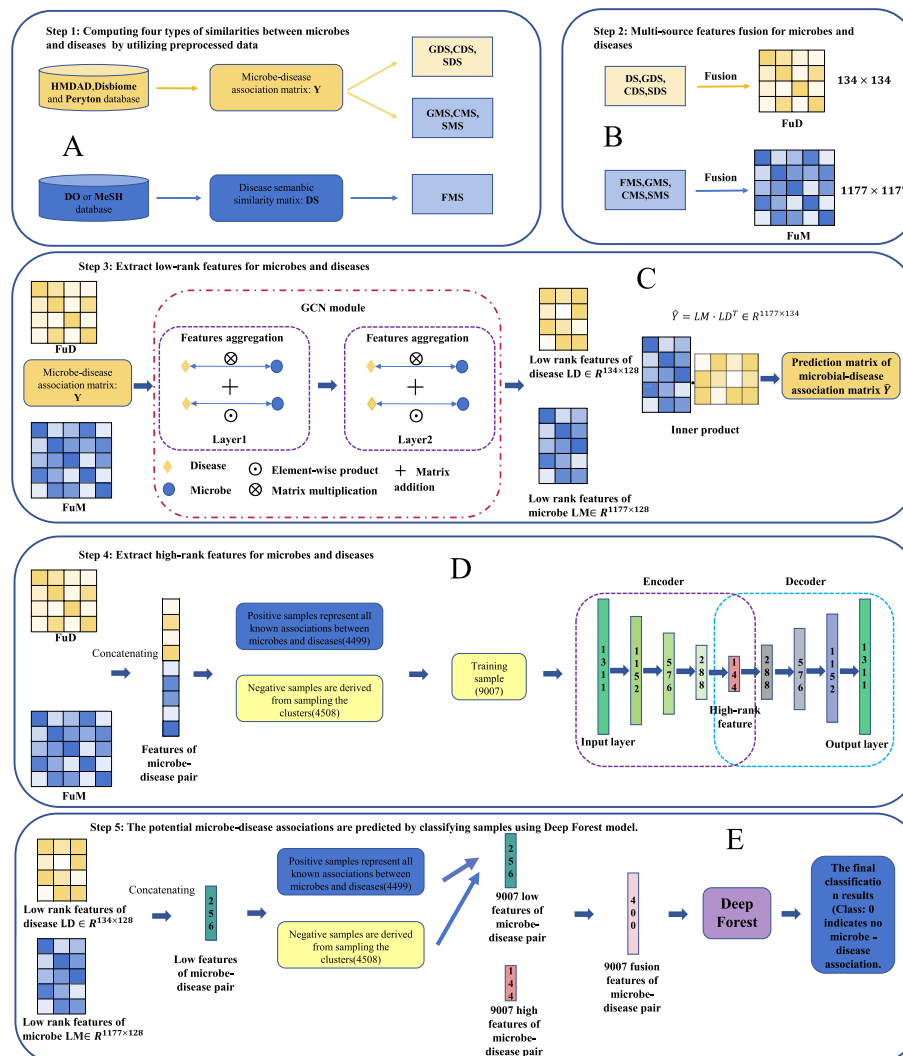 Step 1: Computing four types of similarities between microbes
and diseases by utilizing preprocessed data
HMDAD,Disbiome
and Peryton database
Microbe-disease
association matrix: Y
GDS,CDS,
SDS
GMS,CMS,
SMS
A
DO or MeSH
database
Disease semanbic
similarity matix: DS
FMS
Step 2: Multi-source features fusion for microbes and
diseases
DS,GDS,
CDS,SDS
Fusion
134 × 134
FuD
B
FMS,GMS,
CMS,SMS
Fusion
1177 × 1177
FuM
Step 3: Extract low-rank features for microbes and diseases
C
FuD
Microbe-disease
association matrix:
Y
FuM
GCN module
Features aggregation
Layer1
Features aggregation
Layer2
Disease
Microbe
Element-wise product
Matrix multiplication
Matrix
addition
Low rank features of
disease LD ∈ R^{134×128}
Low rank features of
microbe LM∈ R^{1177×128}
Ŷ = LM · LD^T ∈ R^{1177×134}
Inner product
Prediction matrix of
microbial-disease
association matrix Ŷ
Step 4: Extract high-rank features for microbes and diseases
D
FuD
Concatenating
FuM
Features of
microbe-
disease pair
Positive samples represent all
known associations between
microbes and diseases(4499)
Negative samples are derived
from sampling the
clusters(4508)
Training
sample
(9007)
Encoder
Decoder
1311
1152
576
288
144
288
576
1152
1311
High-rank
feature
Input layer
Output layer
Step 5: The potential microbe-disease associations are predicted by classifying samples using Deep Forest model.
E
Low rank features of
disease LD ∈ R^{134×128}
Low rank features of
microbe LM∈ R^{1177×128}
Concatenating
256
Low features
of microbe-
disease pair
Positive samples represent all
known associations between
microbes and diseases(4499)
Negative samples are derived
from sampling the
clusters(4508)
256
9007 low
features of
microbe-
disease pair
144
9007 high
features of
microbe-
disease pair
400
9007 fusion
features of
microbe-
disease pair
Deep
Forest
The final
classificatio
n results
(Class: 0
indicates no
microbe -
disease
association.